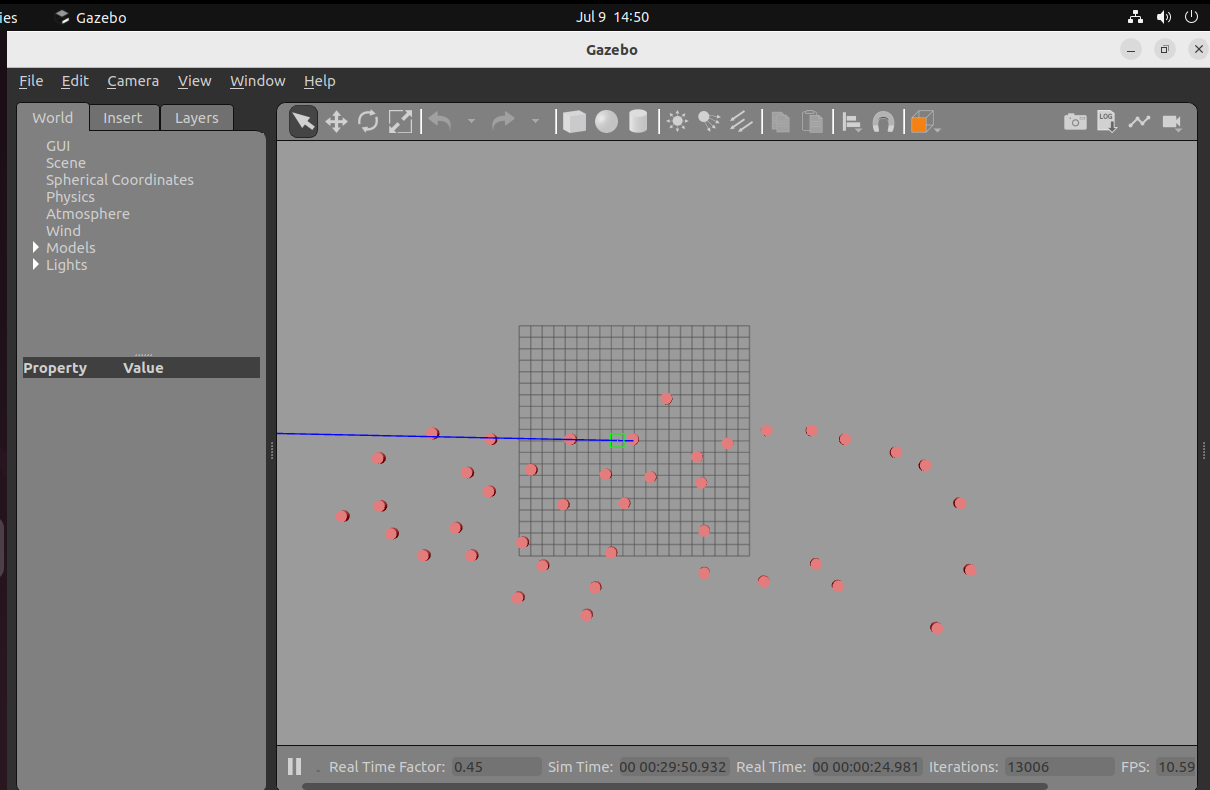 ies Gazebo Jul 9 14:50
Gazebo
File Edit Camera View Window Help
World Insert Layers
LOG
GUI
Scene
Spherical Coordinates
Physics
Atmosphere
Wind
Models
Lights
Property Value
Real Time Factor: 0.45 Sim Time: 00 00:29:50.932 Real Time: 00 00:00:24.981 Iterations: 13006 FPS: 10.59